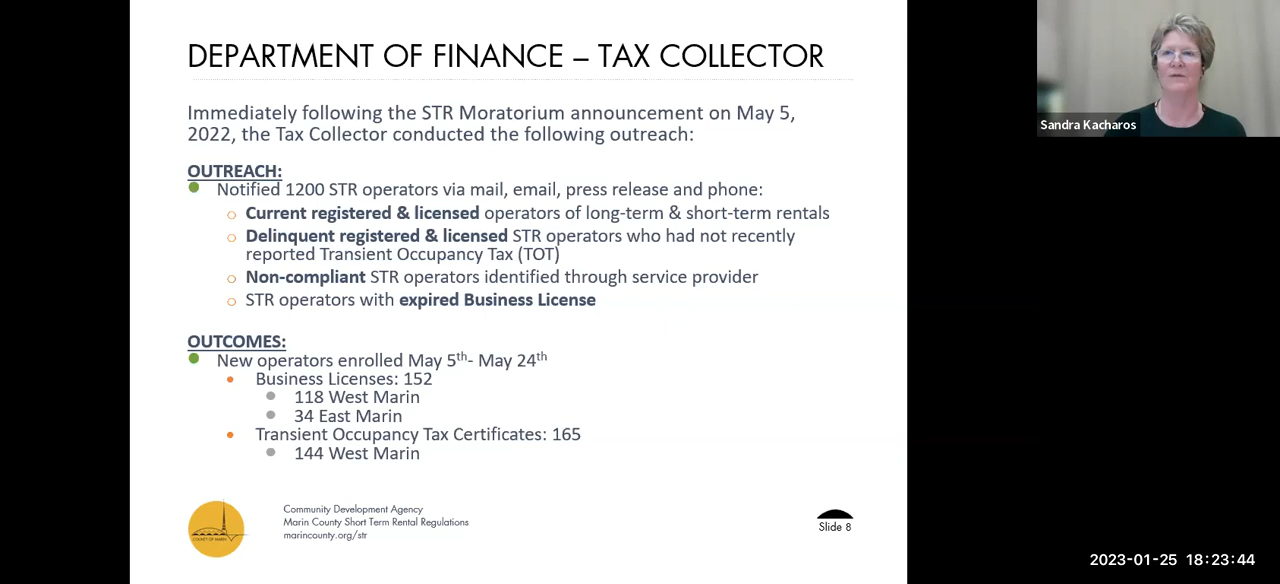 DEPARTMENT OF FINANCE – TAX COLLECTOR
Immediately following the STR Moratorium announcement on May 5,
2022, the Tax Collector conducted the following outreach:
OUTREACH:
Notified 1200 STR operators via mail, email, press release and phone:
Current registered & licensed operators of long-term & short-term rentals
Delinquent registered & licensed STR operators who had not recently
reported Transient Occupancy Tax (TOT)
Non-compliant STR operators identified through service provider
STR operators with expired Business License
OUTCOMES:
New operators enrolled May 5th- May 24th
Business Licenses: 152
118 West Marin
34 East Marin
Transient Occupancy Tax Certificates: 165
144 West Marin
COUNTY OF MARIN
Community Development Agency
Marin County Short Term Rental Regulations
marincounty.org/str
Slide 8
Sandra Kacharos
2023-01-25 18:23:44